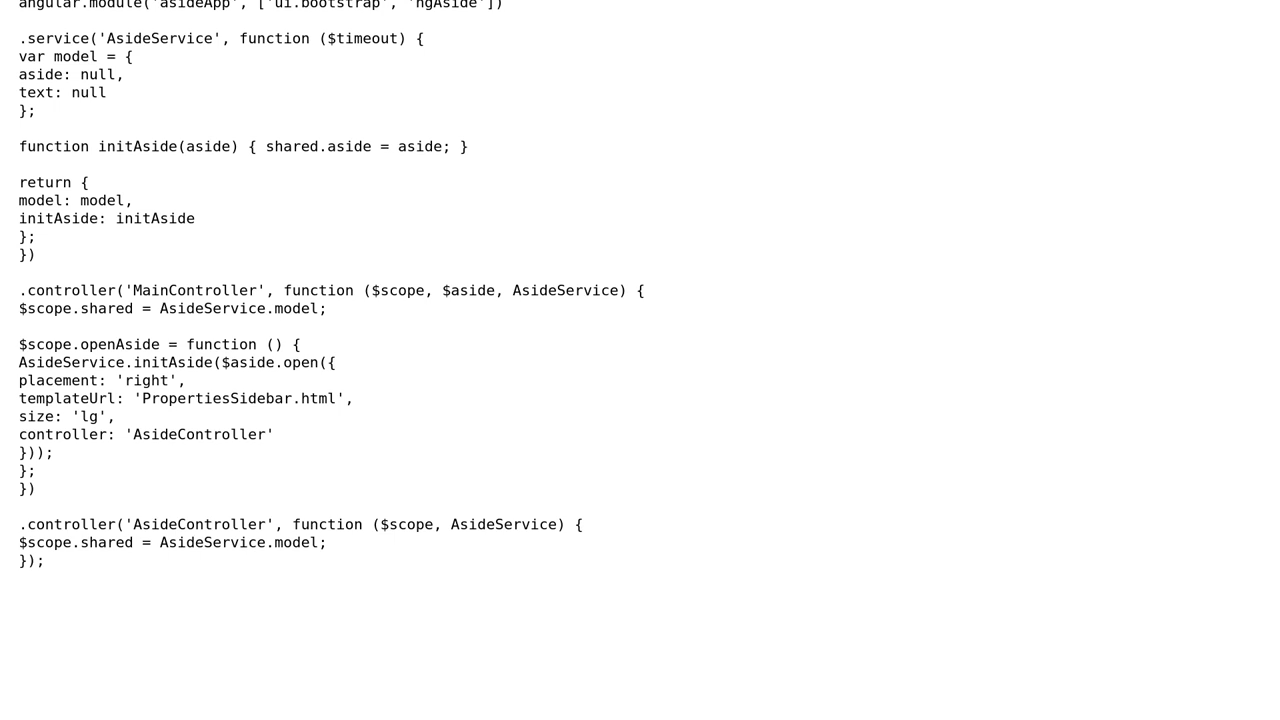 angular.module('asideApp', ['ui.bootstrap', 'ngAside'])
.service('AsideService', function ($timeout) {
var model = {
aside: null,
text: null
};
function initAside(aside) { shared.aside = aside; }
return {
model: model,
initAside: initAside
};
})
.controller('MainController', function ($scope, $aside, AsideService) {
$scope.shared = AsideService.model;
$scope.openAside = function () {
AsideService.initAside($aside.open({
placement: 'right',
templateUrl: 'PropertiesSidebar.html',
size: 'lg',
controller: 'AsideController'
}));
};
})
.controller('AsideController', function ($scope, AsideService) {
$scope.shared = AsideService.model;
});